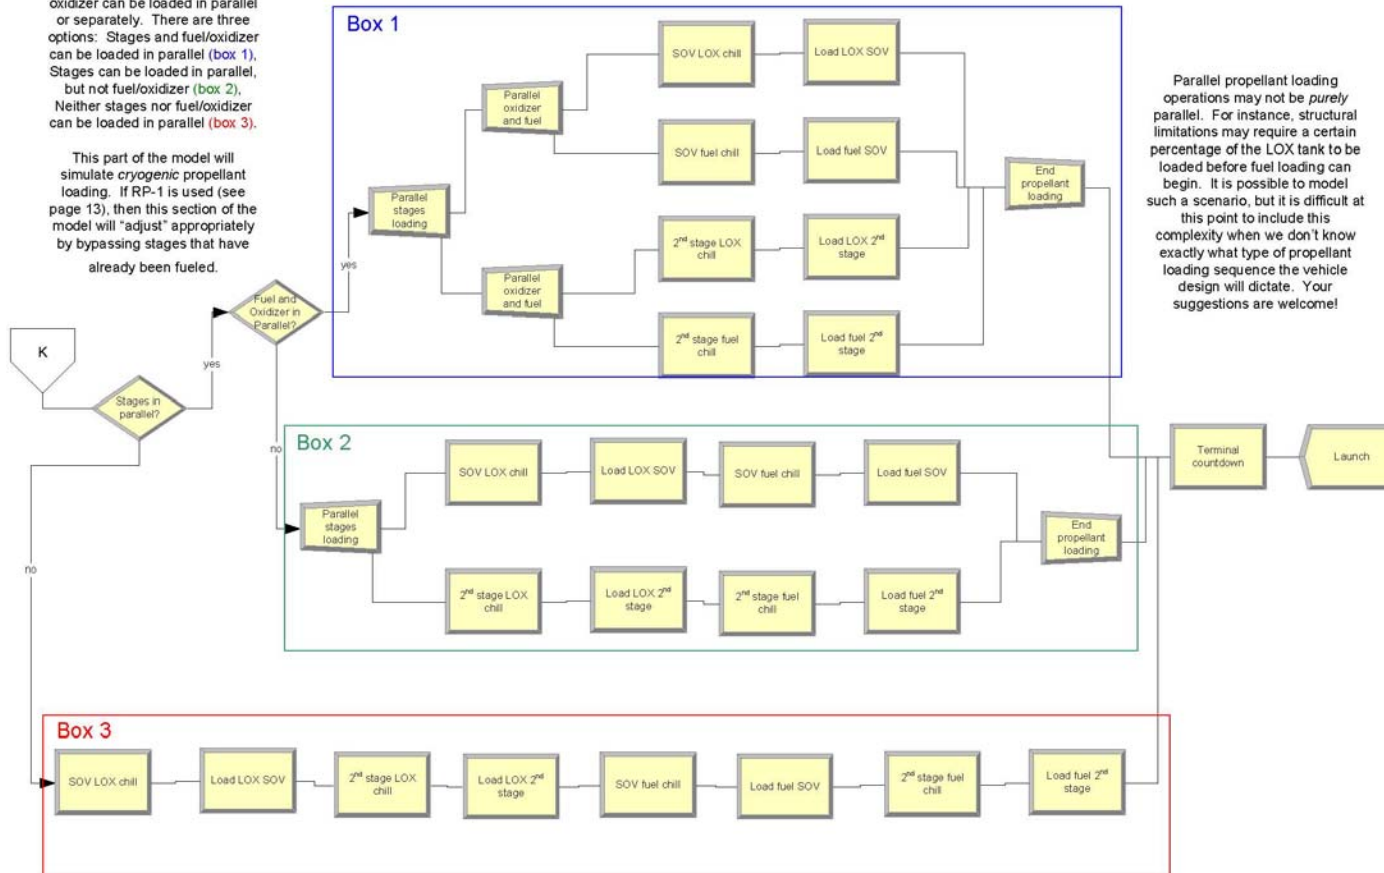 oxidizer can be loaded in parallel
or separately. There are three
options: Stages and fuel/oxidizer
can be loaded in parallel (box 1),
Stages can be loaded in parallel,
but not fuel/oxidizer (box 2),
Neither stages nor fuel/oxidizer
can be loaded in parallel (box 3).
This part of the model will
simulate cryogenic propellant
loading. If RP-1 is used (see
page 13), then this section of the
model will “adjust” appropriately
by bypassing stages that have
already been fueled.
K
Stages in
parallel?
yes
no
Fuel and
Oxidizer in
Parallel?
yes
no
Box 1
Parallel
stages
loading
Parallel
oxidizer
and fuel
SOV LOX chill
Load LOX SOV
SOV fuel chill
Load fuel SOV
Parallel
oxidizer
and fuel
2nd stage LOX
chill
Load LOX 2nd
stage
2nd stage fuel
chill
Load fuel 2nd
stage
End
propellant
loading
Parallel propellant loading
operations may not be purely
parallel. For instance, structural
limitations may require a certain
percentage of the LOX tank to be
loaded before fuel loading can
begin. It is possible to model
such a scenario, but it is difficult at
this point to include this
complexity when we don’t know
exactly what type of propellant
loading sequence the vehicle
design will dictate. Your
suggestions are welcome!
Box 2
Parallel
stages
loading
SOV LOX chill
Load LOX SOV
SOV fuel chill
Load fuel SOV
2nd stage LOX
chill
Load LOX 2nd
stage
2nd stage fuel
chill
Load fuel 2nd
stage
End
propellant
loading
Terminal
countdown
Launch
Box 3
SOV LOX chill
Load LOX SOV
2nd stage LOX
chill
Load LOX 2nd
stage
SOV fuel chill
Load fuel SOV
2nd stage fuel
chill
Load fuel 2nd
stage